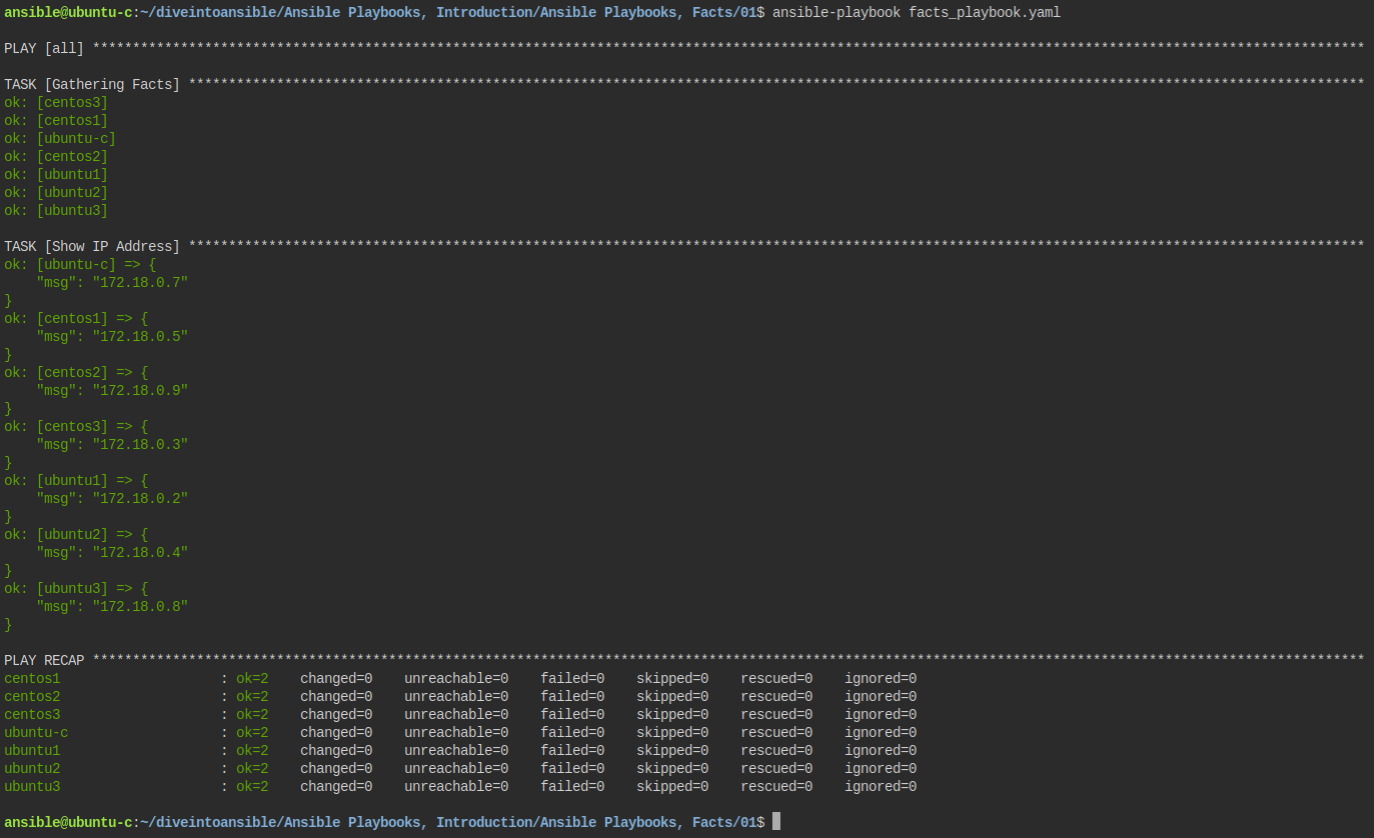 ansible@ubuntu-c:~/diveintoansible/Ansible Playbooks, Introduction/Ansible Playbooks, Facts/01$ ansible-playbook facts_playbook.yaml
PLAY [all] ***************************************************************************************************************************************************************
TASK [Gathering Facts] ***************************************************************************************************************************************************
ok: [centos3]
ok: [centos1]
ok: [ubuntu-c]
ok: [centos2]
ok: [ubuntu1]
ok: [ubuntu2]
ok: [ubuntu3]
TASK [Show IP Address] ***************************************************************************************************************************************************
ok: [ubuntu-c] => {
    "msg": "172.18.0.7"
}
ok: [centos1] => {
    "msg": "172.18.0.5"
}
ok: [centos2] => {
    "msg": "172.18.0.9"
}
ok: [centos3] => {
    "msg": "172.18.0.3"
}
ok: [ubuntu1] => {
    "msg": "172.18.0.2"
}
ok: [ubuntu2] => {
    "msg": "172.18.0.4"
}
ok: [ubuntu3] => {
    "msg": "172.18.0.8"
}
PLAY RECAP ***************************************************************************************************************************************************************
centos1                    : ok=2    changed=0    unreachable=0    failed=0    skipped=0    rescued=0    ignored=0
centos2                    : ok=2    changed=0    unreachable=0    failed=0    skipped=0    rescued=0    ignored=0
centos3                    : ok=2    changed=0    unreachable=0    failed=0    skipped=0    rescued=0    ignored=0
ubuntu-c                   : ok=2    changed=0    unreachable=0    failed=0    skipped=0    rescued=0    ignored=0
ubuntu1                    : ok=2    changed=0    unreachable=0    failed=0    skipped=0    rescued=0    ignored=0
ubuntu2                    : ok=2    changed=0    unreachable=0    failed=0    skipped=0    rescued=0    ignored=0
ubuntu3                    : ok=2    changed=0    unreachable=0    failed=0    skipped=0    rescued=0    ignored=0
ansible@ubuntu-c:~/diveintoansible/Ansible Playbooks, Introduction/Ansible Playbooks, Facts/01$